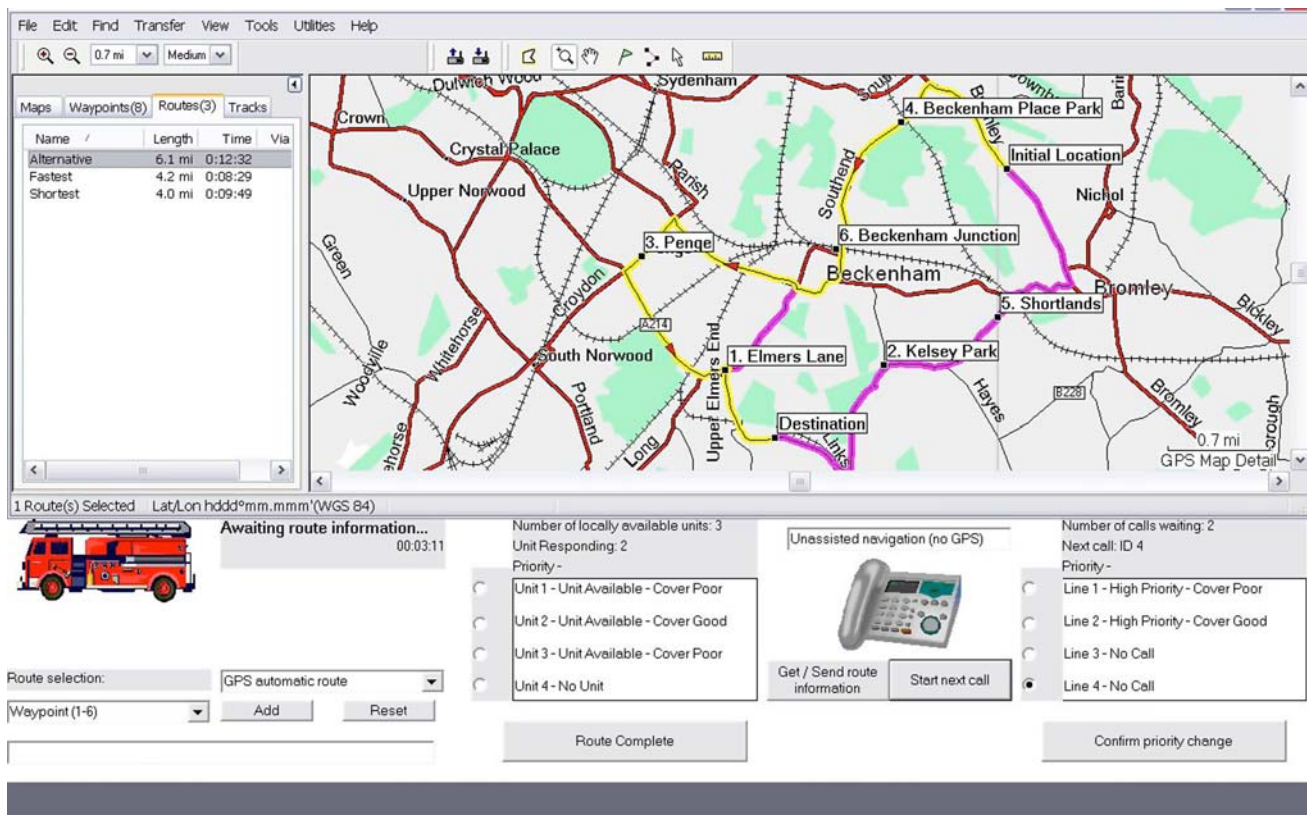 File Edit Find Transfer View Tools Utilities Help
0.7 mi Medium
Maps Waypoints(8) Routes(3) Tracks
Name / Length Time Via
Alternative 6.1 mi 0:12:32
Fastest 4.2 mi 0:08:29
Shortest 4.0 mi 0:09:49
Dulwich Wood
Sydenham
Crown
4. Beckenham Place Park
Crystal Palace
Initial Location
Parish
Upper Norwood
Southend
Nichol
Green
3. Penge
6. Beckenham Junction
Beckenham
Croydon
Bromley
Bickley
5. Shortlands
A214
Whitehorse
Woodville
South Norwood
1. Elmers Lane
2. Kelsey Park
Upper Elmers End
Portland
Hayes
B228
Bromley
Destination
Long
Links
0.7 mi
GPS Map Detail
1 Route(s) Selected Lat/Lon hddd°mm.mmm'(WGS 84)
Awaiting route information...
00:03:11
Number of locally available units: 3
Unit Responding: 2
Priority -
Unit 1 - Unit Available - Cover Poor
Unit 2 - Unit Available - Cover Good
Unit 3 - Unit Available - Cover Poor
Unit 4 - No Unit
Route Complete
Unassisted navigation (no GPS)
Get / Send route
information
Start next call
Number of calls waiting: 2
Next call: ID 4
Priority -
Line 1 - High Priority - Cover Poor
Line 2 - High Priority - Cover Good
Line 3 - No Call
Line 4 - No Call
Confirm priority change
Route selection:
GPS automatic route
Waypoint (1-6)
Add Reset